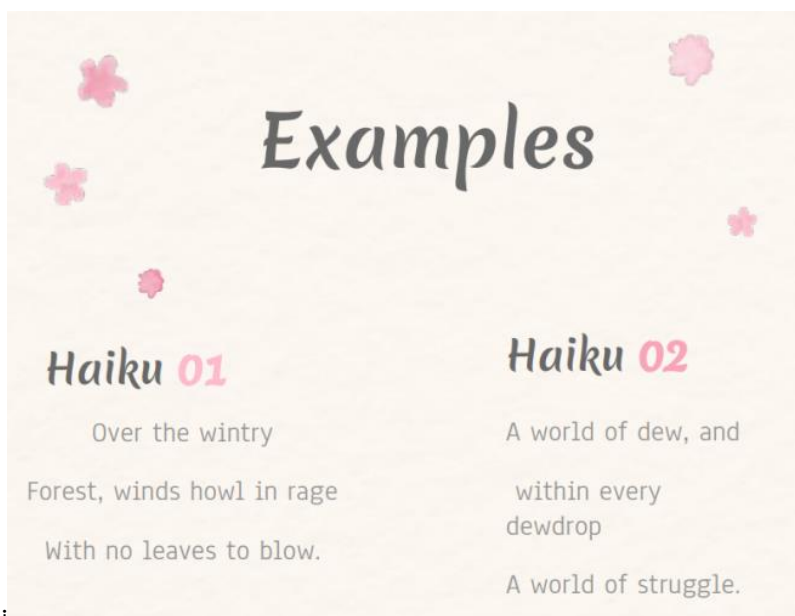 Examples
Haiku 01
Over the wintry
Forest, winds howl in rage
With no leaves to blow.
Haiku 02
A world of dew, and
within every
dewdrop
A world of struggle.